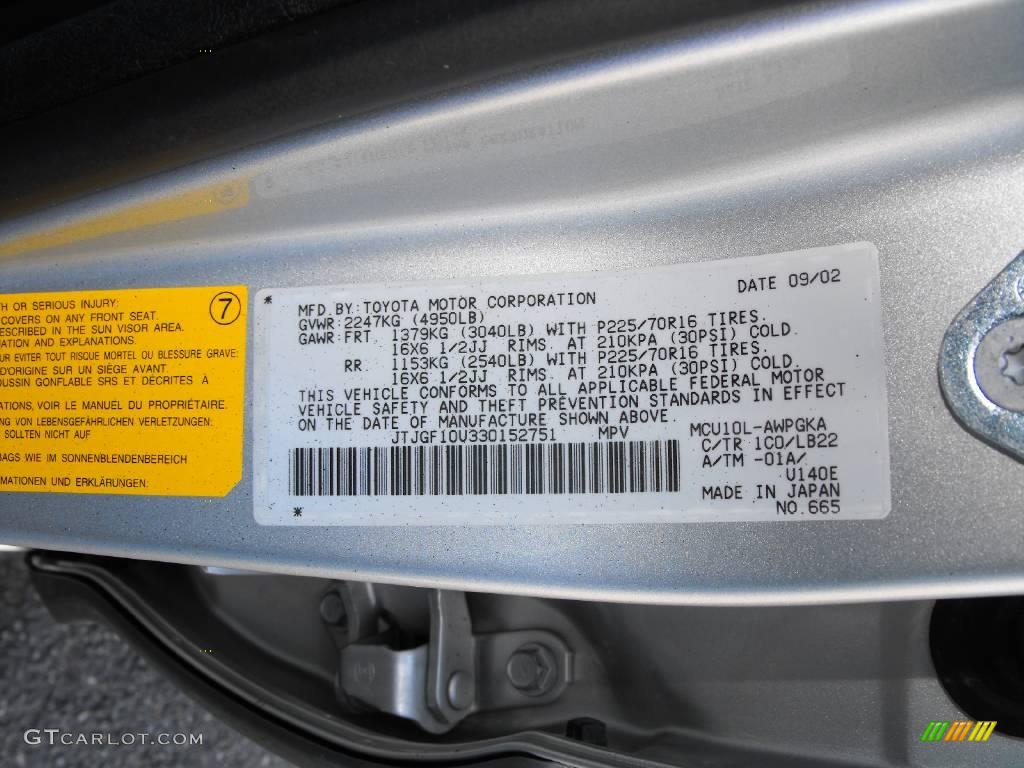 TH OR SERIOUS INJURY:
COVERS ON ANY FRONT SEAT.
ESCRIBED IN THE SUN VISOR AREA.
ATION AND EXPLANATIONS.
UR EVITER TOUT RISQUE MORTEL OU BLESSURE GRAVE:
D'ORIGINE SUR UN SIÈGE AVANT.
OUSSIN GONFLABLE SRS ET DÉCRITES À
ATIONS, VOIR LE MANUEL DU PROPRIÉTAIRE.
NG VON LEBENSGEFÄHRLICHEN VERLETZUNGEN:
SOLLEN NICHT AUF
BAGS WIE IM SONNENBLENDENBEREICH
MATIONEN UND ERKLÄRUNGEN.
7
* DATE 09/02
MFD. BY: TOYOTA MOTOR CORPORATION
GVWR: 2247KG (4950LB)
GAWR: FRT. 1379KG (3040LB) WITH P225/70R16 TIRES.
16X6 1/2JJ RIMS. AT 210KPA (30PSI) COLD.
RR. 1153KG (2540LB) WITH P225/70R16 TIRES.
16X6 1/2JJ RIMS. AT 210KPA (30PSI) COLD.
THIS VEHICLE CONFORMS TO ALL APPLICABLE FEDERAL MOTOR
VEHICLE SAFETY AND THEFT PREVENTION STANDARDS IN EFFECT
ON THE DATE OF MANUFACTURE SHOWN ABOVE.
JTJGF10U330152751 MPV MCU10L-AWPGKA
C/TR 1C0/LB22
A/TM -01A/
U140E
MADE IN JAPAN
* NO.665
GTCARLOT.COM